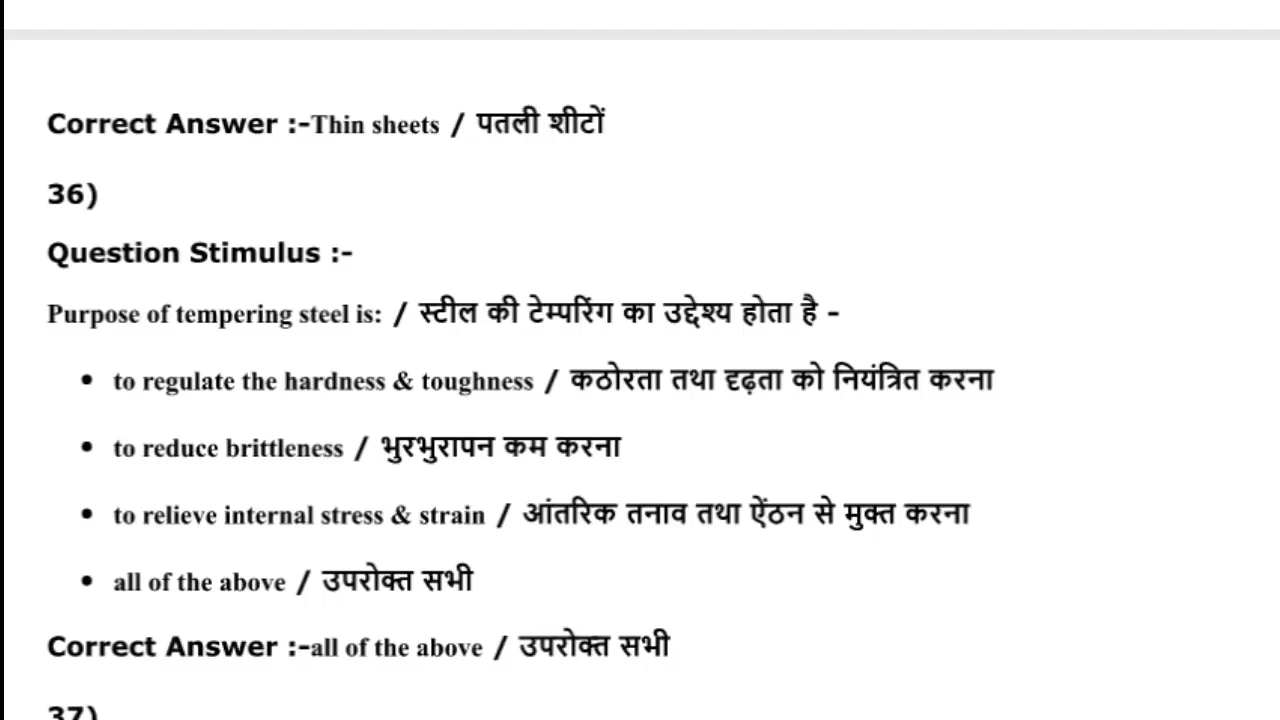 Correct Answer :-Thin sheets / पतली शीटों
36)
Question Stimulus :-
Purpose of tempering steel is: / स्टील की टेम्परिंग का उद्देश्य होता है -
• to regulate the hardness & toughness / कठोरता तथा दृढ़ता को नियंत्रित करना
• to reduce brittleness / भुरभुरापन कम करना
• to relieve internal stress & strain / आंतरिक तनाव तथा ऐंठन से मुक्त करना
• all of the above / उपरोक्त सभी
Correct Answer :-all of the above / उपरोक्त सभी
37)